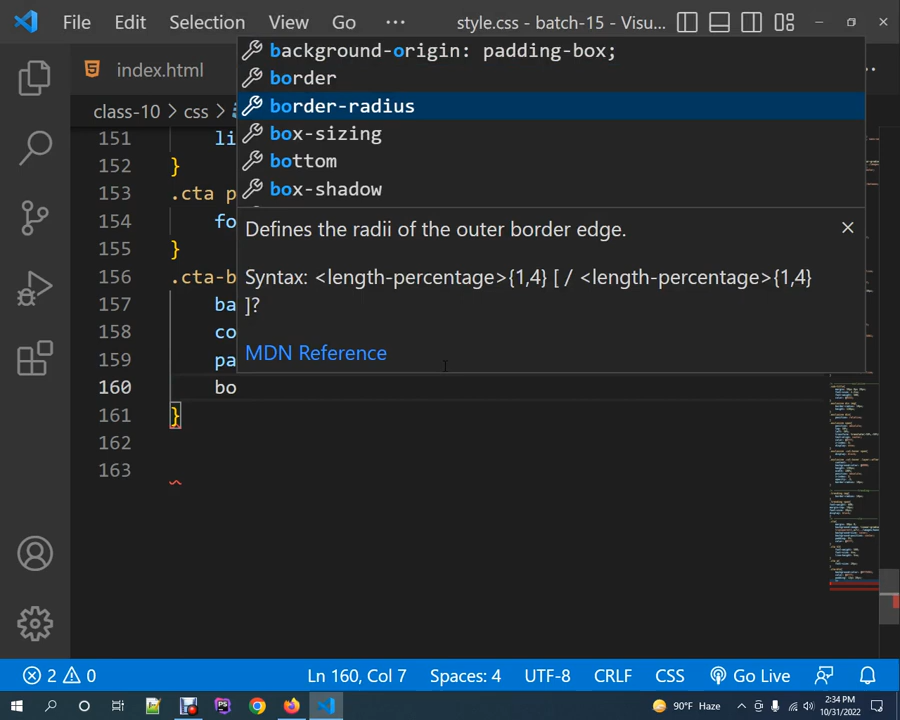 File Edit Selection View Go ··· style.css - batch-15 - Visu...
index.html
background-origin: padding-box;
border
class-10 > css >
border-radius
151 li
box-sizing
152 }
bottom
153 .cta p
box-shadow
154 fo
Defines the radii of the outer border edge.
155 }
156 .cta-b
Syntax: <length-percentage>{1,4} [ / <length-percentage>{1,4}
]?
157 ba
158 co
MDN Reference
159 pa
160 bo
161 }
162
163
2 0 Ln 160, Col 7 Spaces: 4 UTF-8 CRLF CSS Go Live
90°F Haze 2:34 PM
10/31/2022